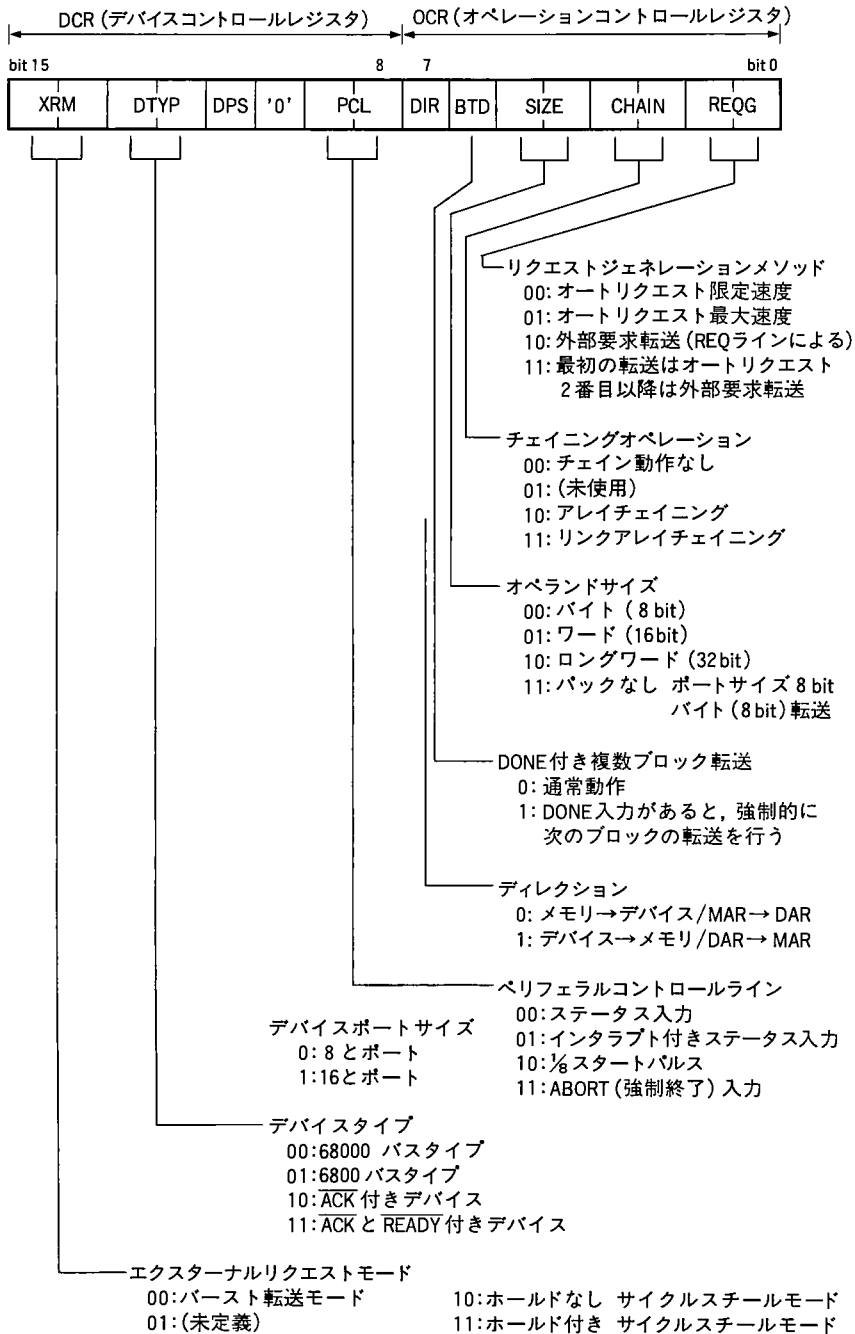 DCR (デバイスコントロールレジスタ) OCR (オペレーションコントロールレジスタ)
bit 15 8 7 bit 0
XRM DTYP DPS '0' PCL DIR BTD SIZE CHAIN REQG
リクエストジェネレーションメソッド
00: オートリクエスト限定速度
01: オートリクエスト最大速度
10: 外部要求転送 (REQラインによる)
11: 最初の転送はオートリクエスト
2番目以降は外部要求転送
チェイニングオペレーション
00: チェイン動作なし
01: (未使用)
10: アレイチェイニング
11: リンクアレイチェイニング
オペランドサイズ
00: バイト (8 bit)
01: ワード (16bit)
10: ロングワード (32bit)
11: パックなし ポートサイズ 8 bit
バイト (8 bit) 転送
DONE付き複数ブロック転送
0: 通常動作
1: DONE入力があると, 強制的に
次のブロックの転送を行う
ディレクション
0: メモリ→デバイス/MAR→DAR
1: デバイス→メモリ/DAR→MAR
ペリフェラルコントロールライン
00: ステータス入力
01: インタラプト付きステータス入力
10: ⅛スタートパルス
11: ABORT (強制終了) 入力
デバイスポートサイズ
0: 8とポート
1:16とポート
デバイスタイプ
00:68000 バスタイプ
01:6800 バスタイプ
10:ACK付きデバイス
11:ACKとREADY付きデバイス
エクスターナルリクエストモード
00:バースト転送モード
01:(未定義)
10:ホールドなし サイクルスチールモード
11:ホールド付き サイクルスチールモード